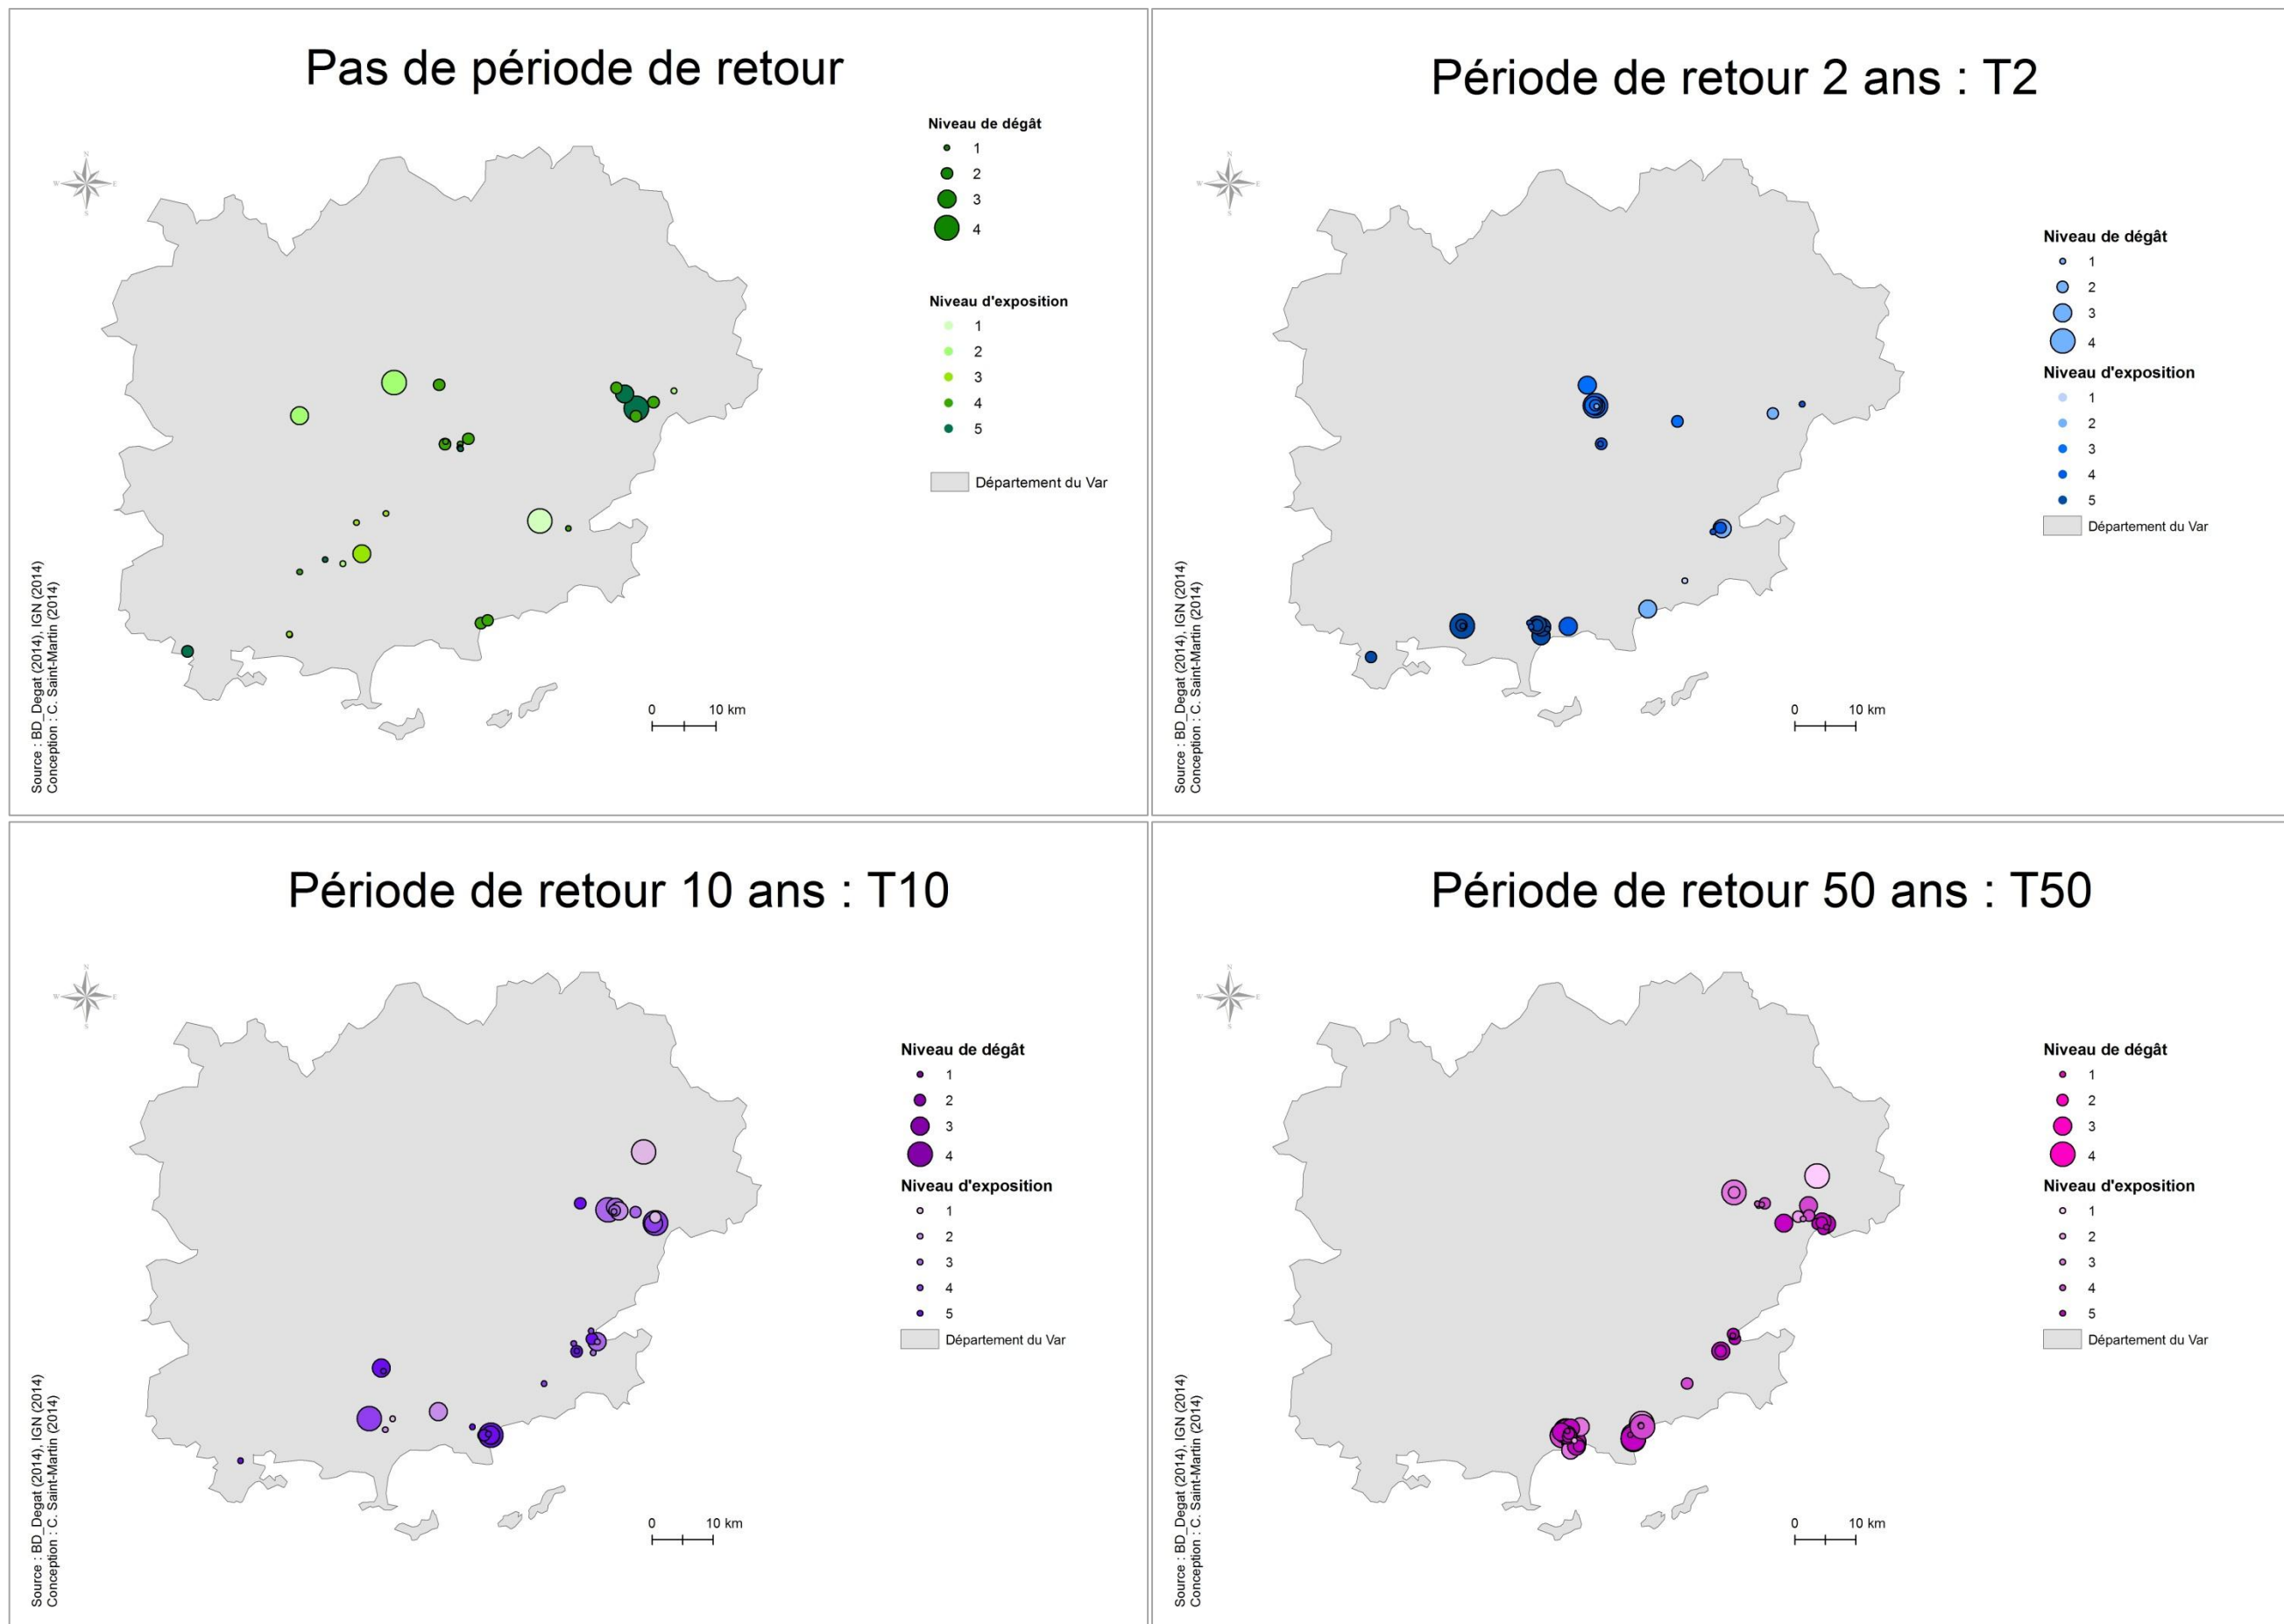 Pas de période de retour
N
W
E
S
Niveau de dégât
1
2
3
4
Niveau d'exposition
1
2
3
4
5
Département du Var
0
10 km
Source : BD_Degat (2014), IGN (2014)
Conception : C. Saint-Martin (2014)
Période de retour 2 ans : T2
N
W
E
S
Niveau de dégât
1
2
3
4
Niveau d'exposition
1
2
3
4
5
Département du Var
0
10 km
Source : BD_Degat (2014), IGN (2014)
Conception : C. Saint-Martin (2014)
Période de retour 10 ans : T10
N
W
E
S
Niveau de dégât
1
2
3
4
Niveau d'exposition
1
2
3
4
5
Département du Var
0
10 km
Source : BD_Degat (2014), IGN (2014)
Conception : C. Saint-Martin (2014)
Période de retour 50 ans : T50
N
W
E
S
Niveau de dégât
1
2
3
4
Niveau d'exposition
1
2
3
4
5
Département du Var
0
10 km
Source : BD_Degat (2014), IGN (2014)
Conception : C. Saint-Martin (2014)